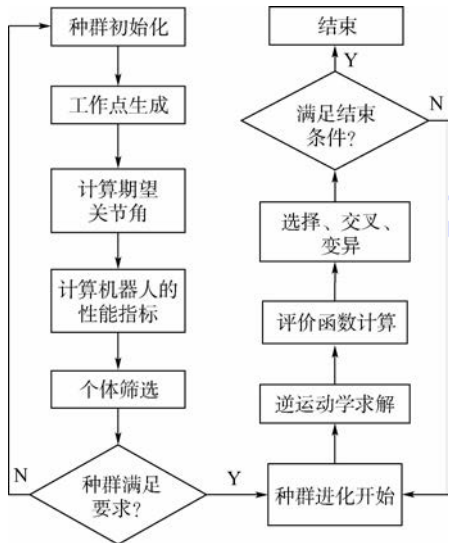 种群初始化
工作点生成
计算期望
关节角
计算机器人的
性能指标
个体筛选
种群满足
要求?
N
Y
种群进化开始
逆运动学求解
评价函数计算
选择、交叉、
变异
满足结束
条件?
N
Y
结束